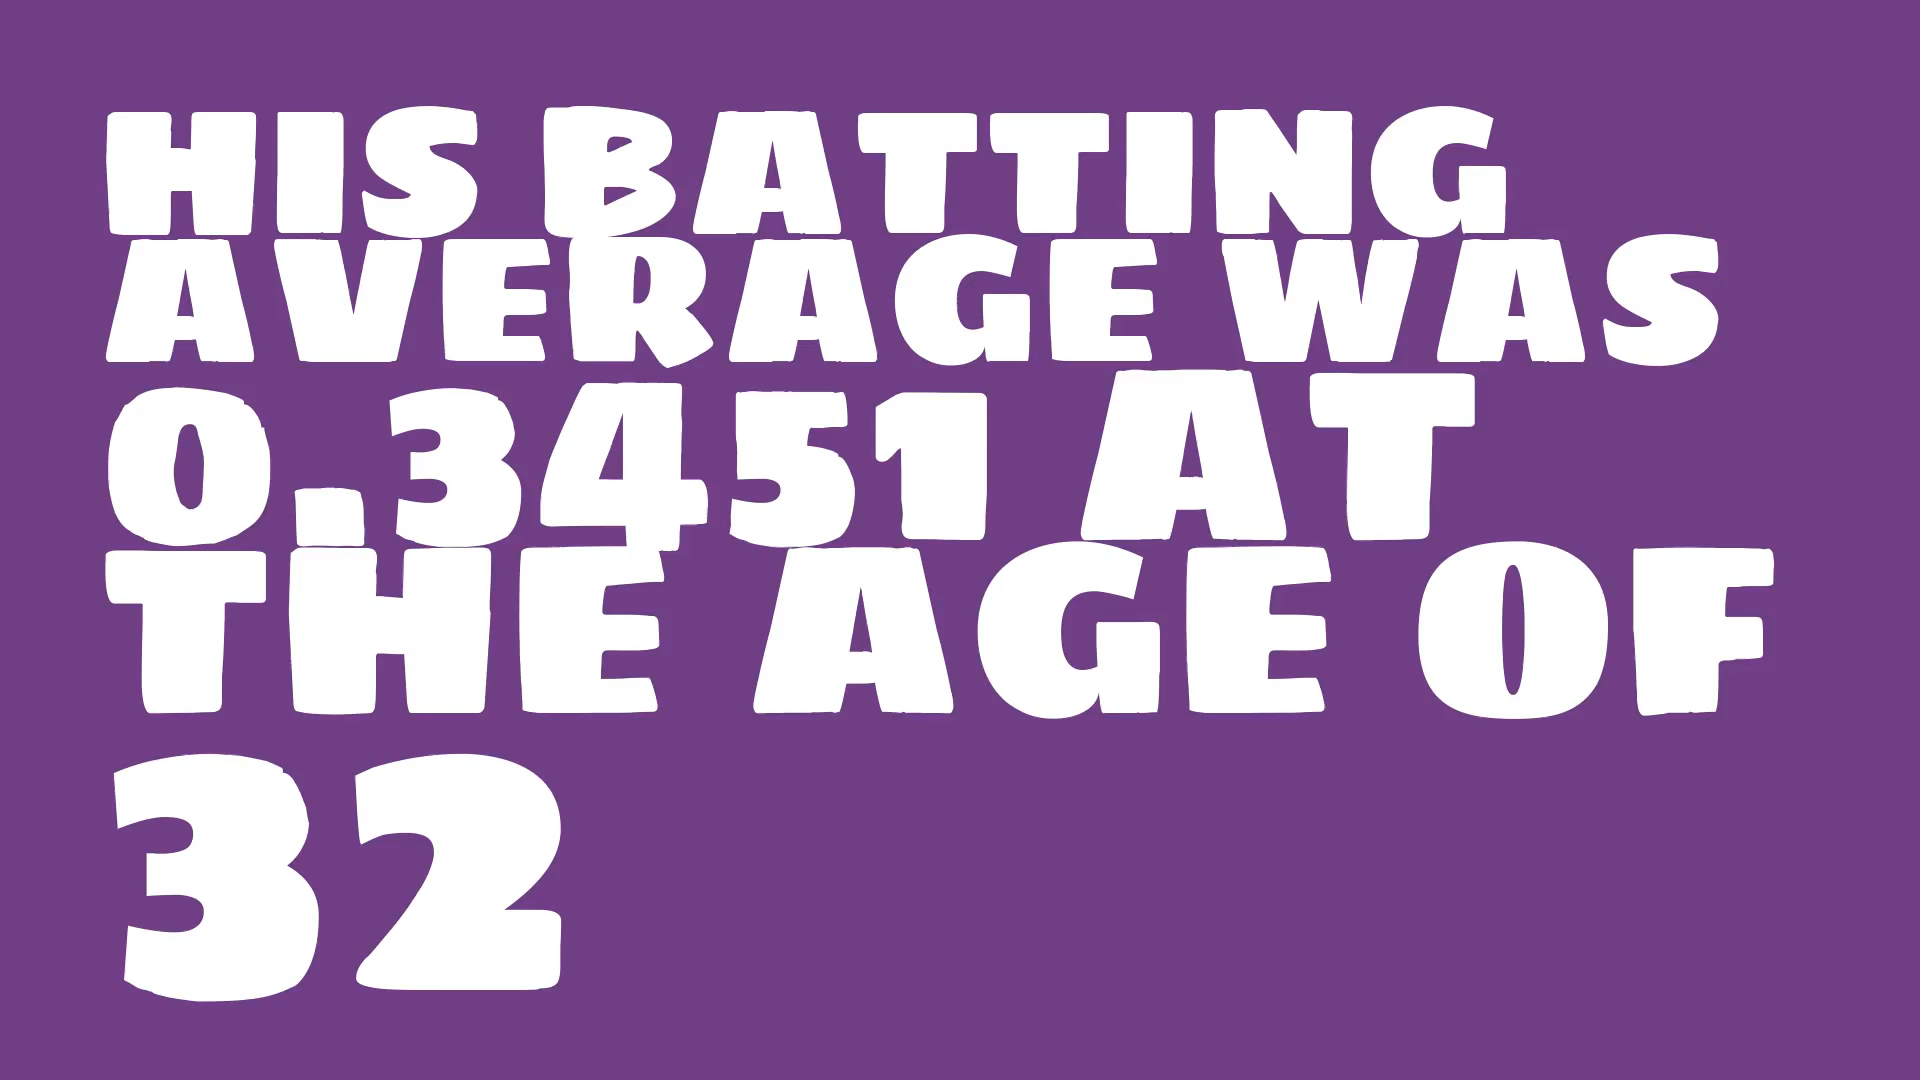 HIS BATTING
AVERAGE WAS
0.3451 AT
THE AGE OF
32